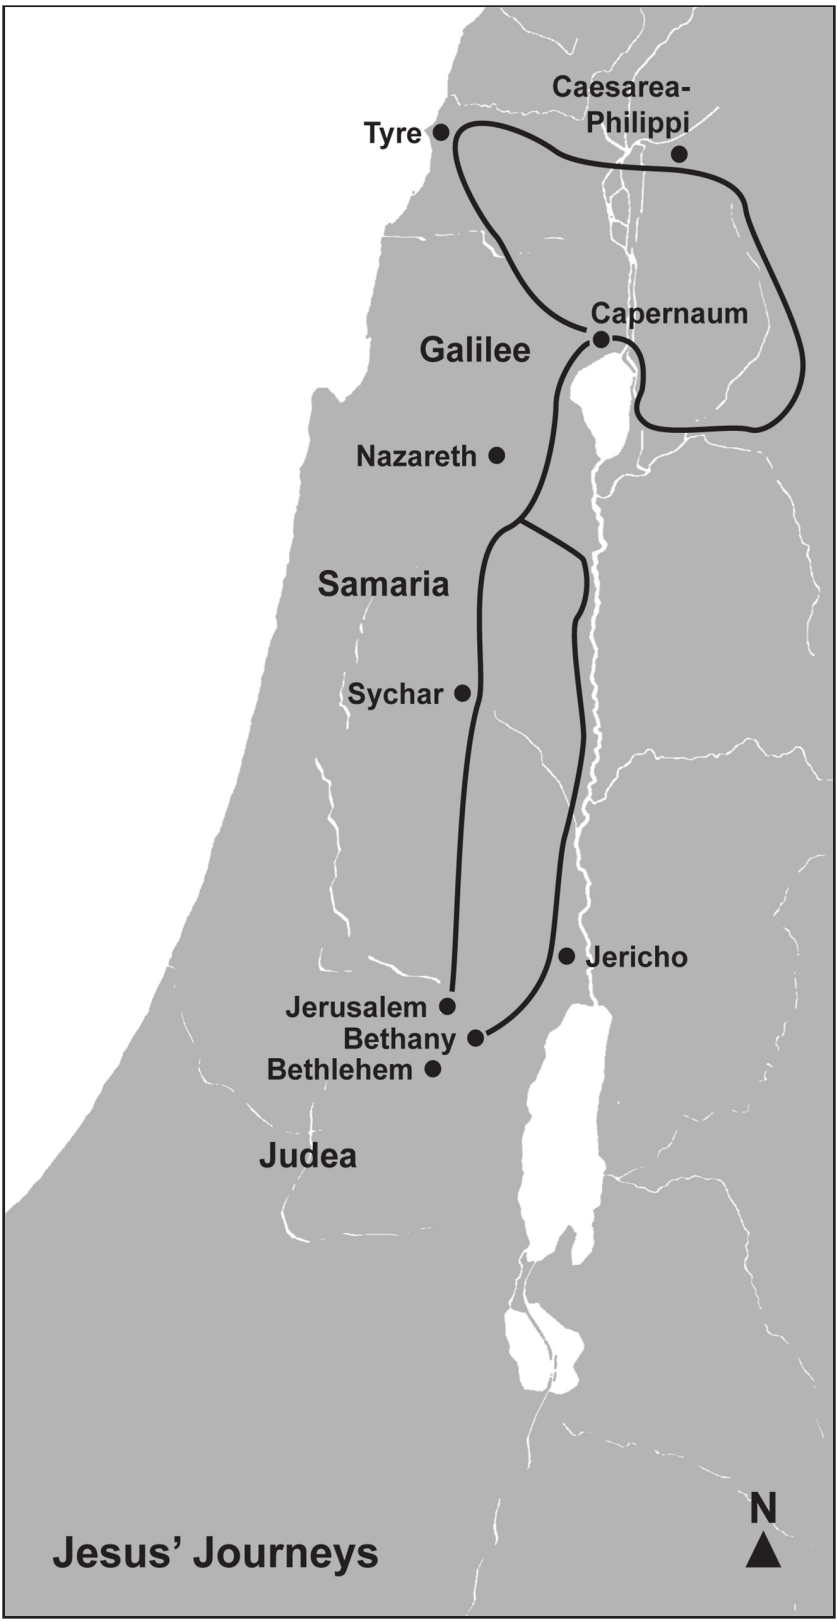 Caesarea-
Philippi
Tyre
Capernaum
Galilee
Nazareth
Samaria
Sychar
Jericho
Jerusalem
Bethany
Bethlehem
Judea
N
Jesus’ Journeys